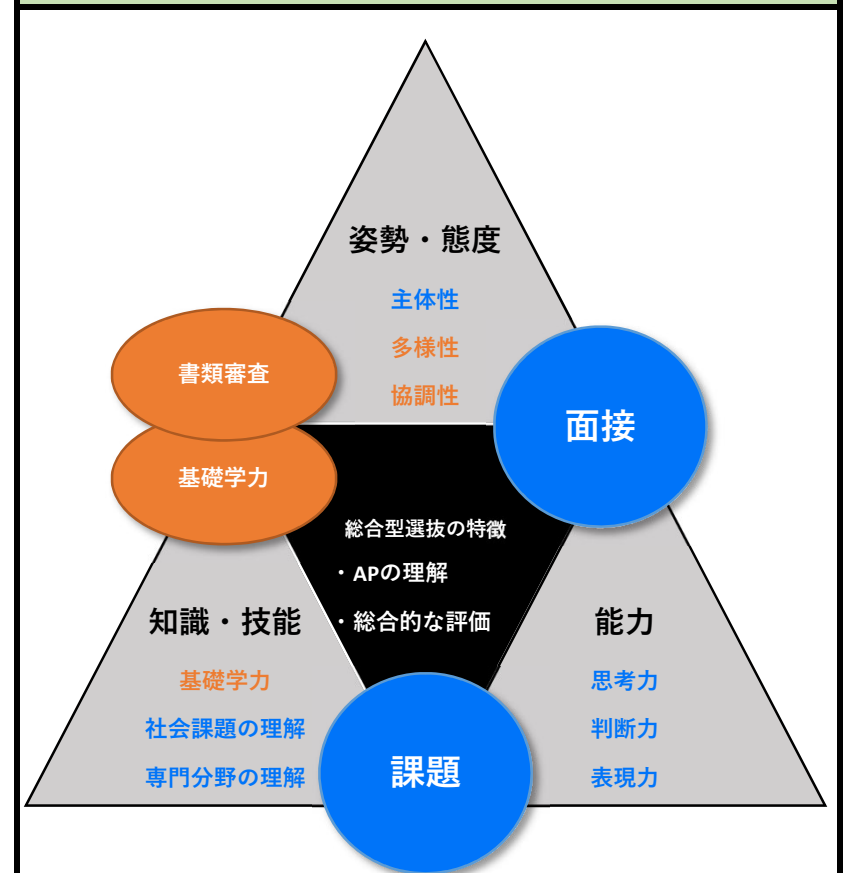 姿勢・態度
主体性
多様性
協調性
書類審査
基礎学力
面接
総合型選抜の特徴
・APの理解
・総合的な評価
知識・技能
基礎学力
社会課題の理解
専門分野の理解
能力
思考力
判断力
表現力
課題